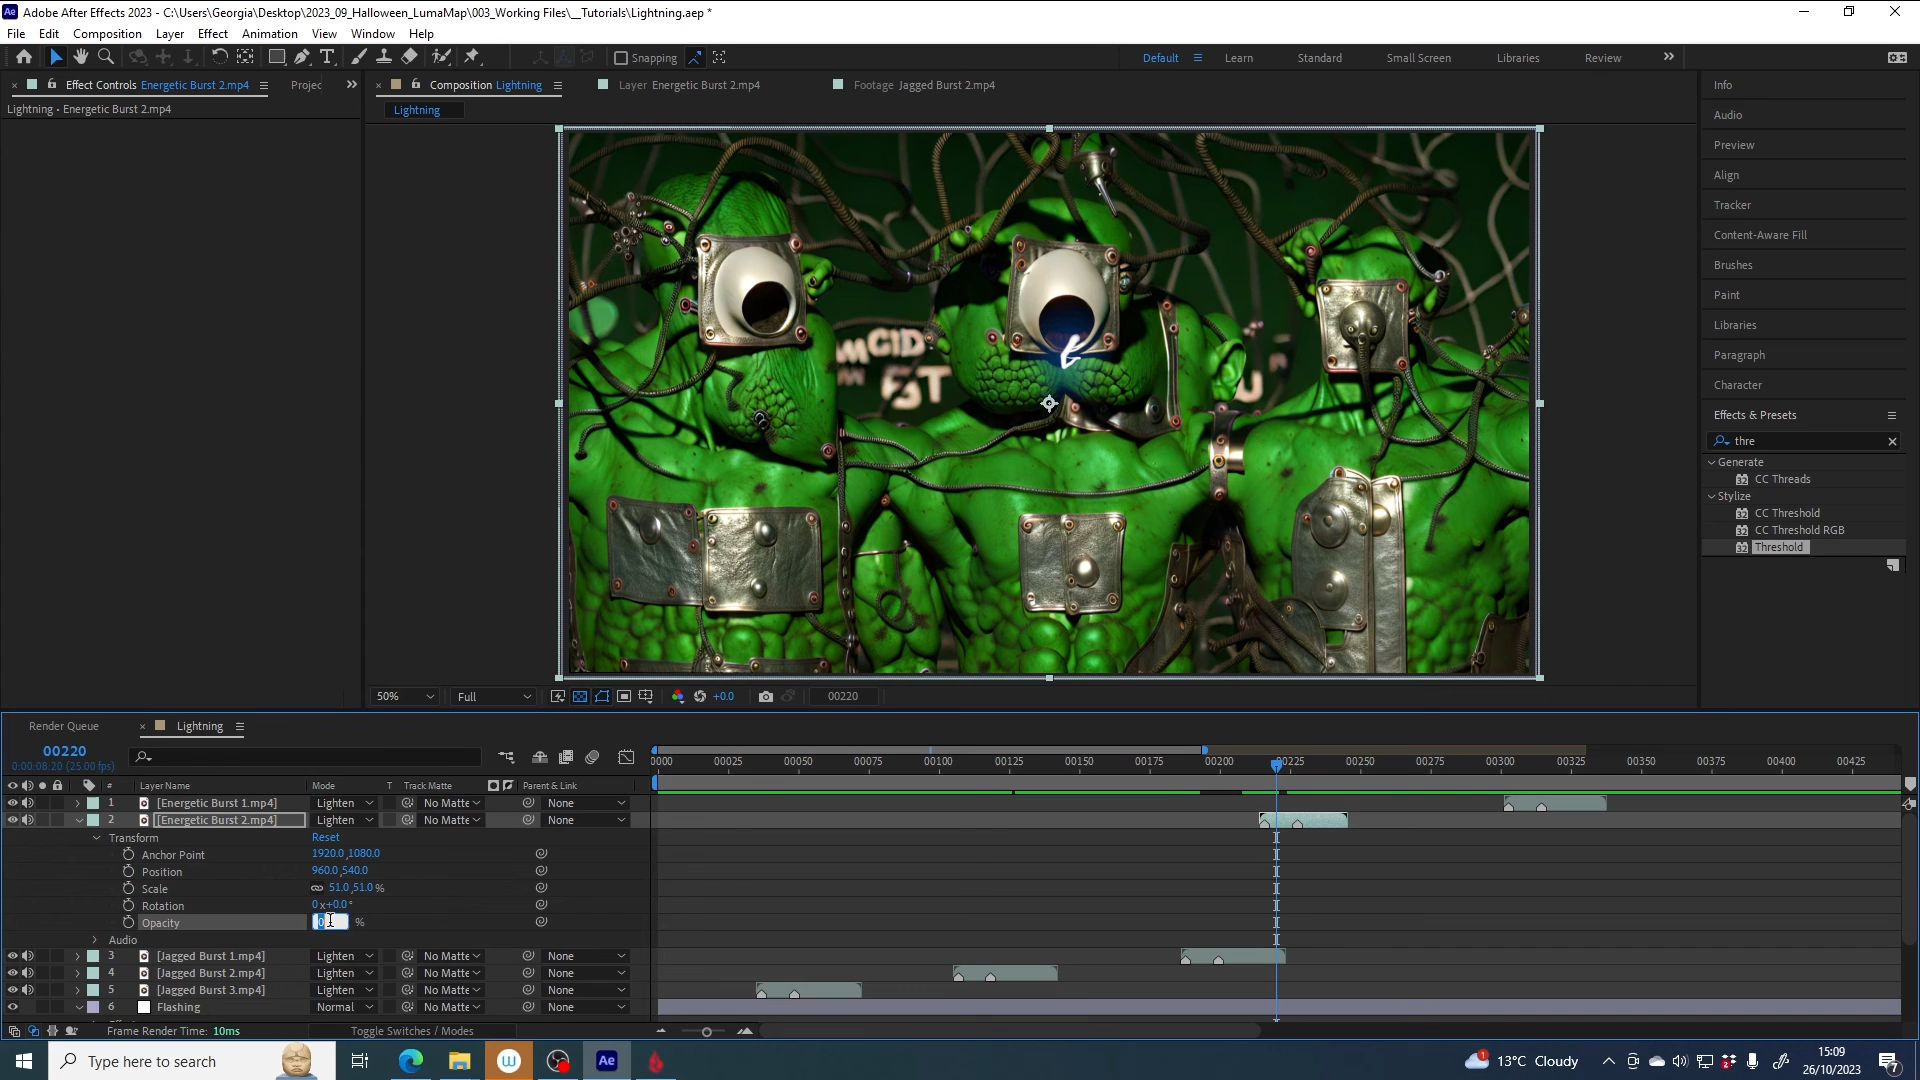 Adobe After Effects 2023 - C:\Users\Georgia\Desktop\2023_09_Halloween_LumaMap\003_Working Files\__Tutorials\Lightning.aep *
File Edit Composition Layer Effect Animation View Window Help
Snapping Default Learn Standard Small Screen Libraries Review
Effect Controls Energetic Burst 2.mp4 Projec Composition Lightning Layer Energetic Burst 2.mp4 Footage Jagged Burst 2.mp4
Lightning • Energetic Burst 2.mp4
Lightning
Info
Audio
Preview
Align
Tracker
Content-Aware Fill
Brushes
Paint
Libraries
Paragraph
Character
Effects & Presets
thre
Generate
CC Threads
Stylize
CC Threshold
CC Threshold RGB
Threshold
50% Full +0.0 00220
Render Queue Lightning
00220
0:00:08:20 (25.00 fps)
0000 00025 00050 00075 00100 00125 00150 00175 00200 00225 00250 00275 00300 00325 00350 00375 00400 00425
# Layer Name Mode T Track Matte Parent & Link
1 [Energetic Burst 1.mp4] Lighten No Matte None
2 [Energetic Burst 2.mp4] Lighten No Matte None
Transform Reset
Anchor Point 1920.0,1080.0
Position 960.0,540.0
Scale 51.0,51.0%
Rotation 0x+0.0°
Opacity 0 %
Audio
3 [Jagged Burst 1.mp4] Lighten No Matte None
4 [Jagged Burst 2.mp4] Lighten No Matte None
5 [Jagged Burst 3.mp4] Lighten No Matte None
6 Flashing Normal No Matte None
Frame Render Time: 10ms Toggle Switches / Modes
Type here to search 13°C Cloudy 15:09
26/10/2023